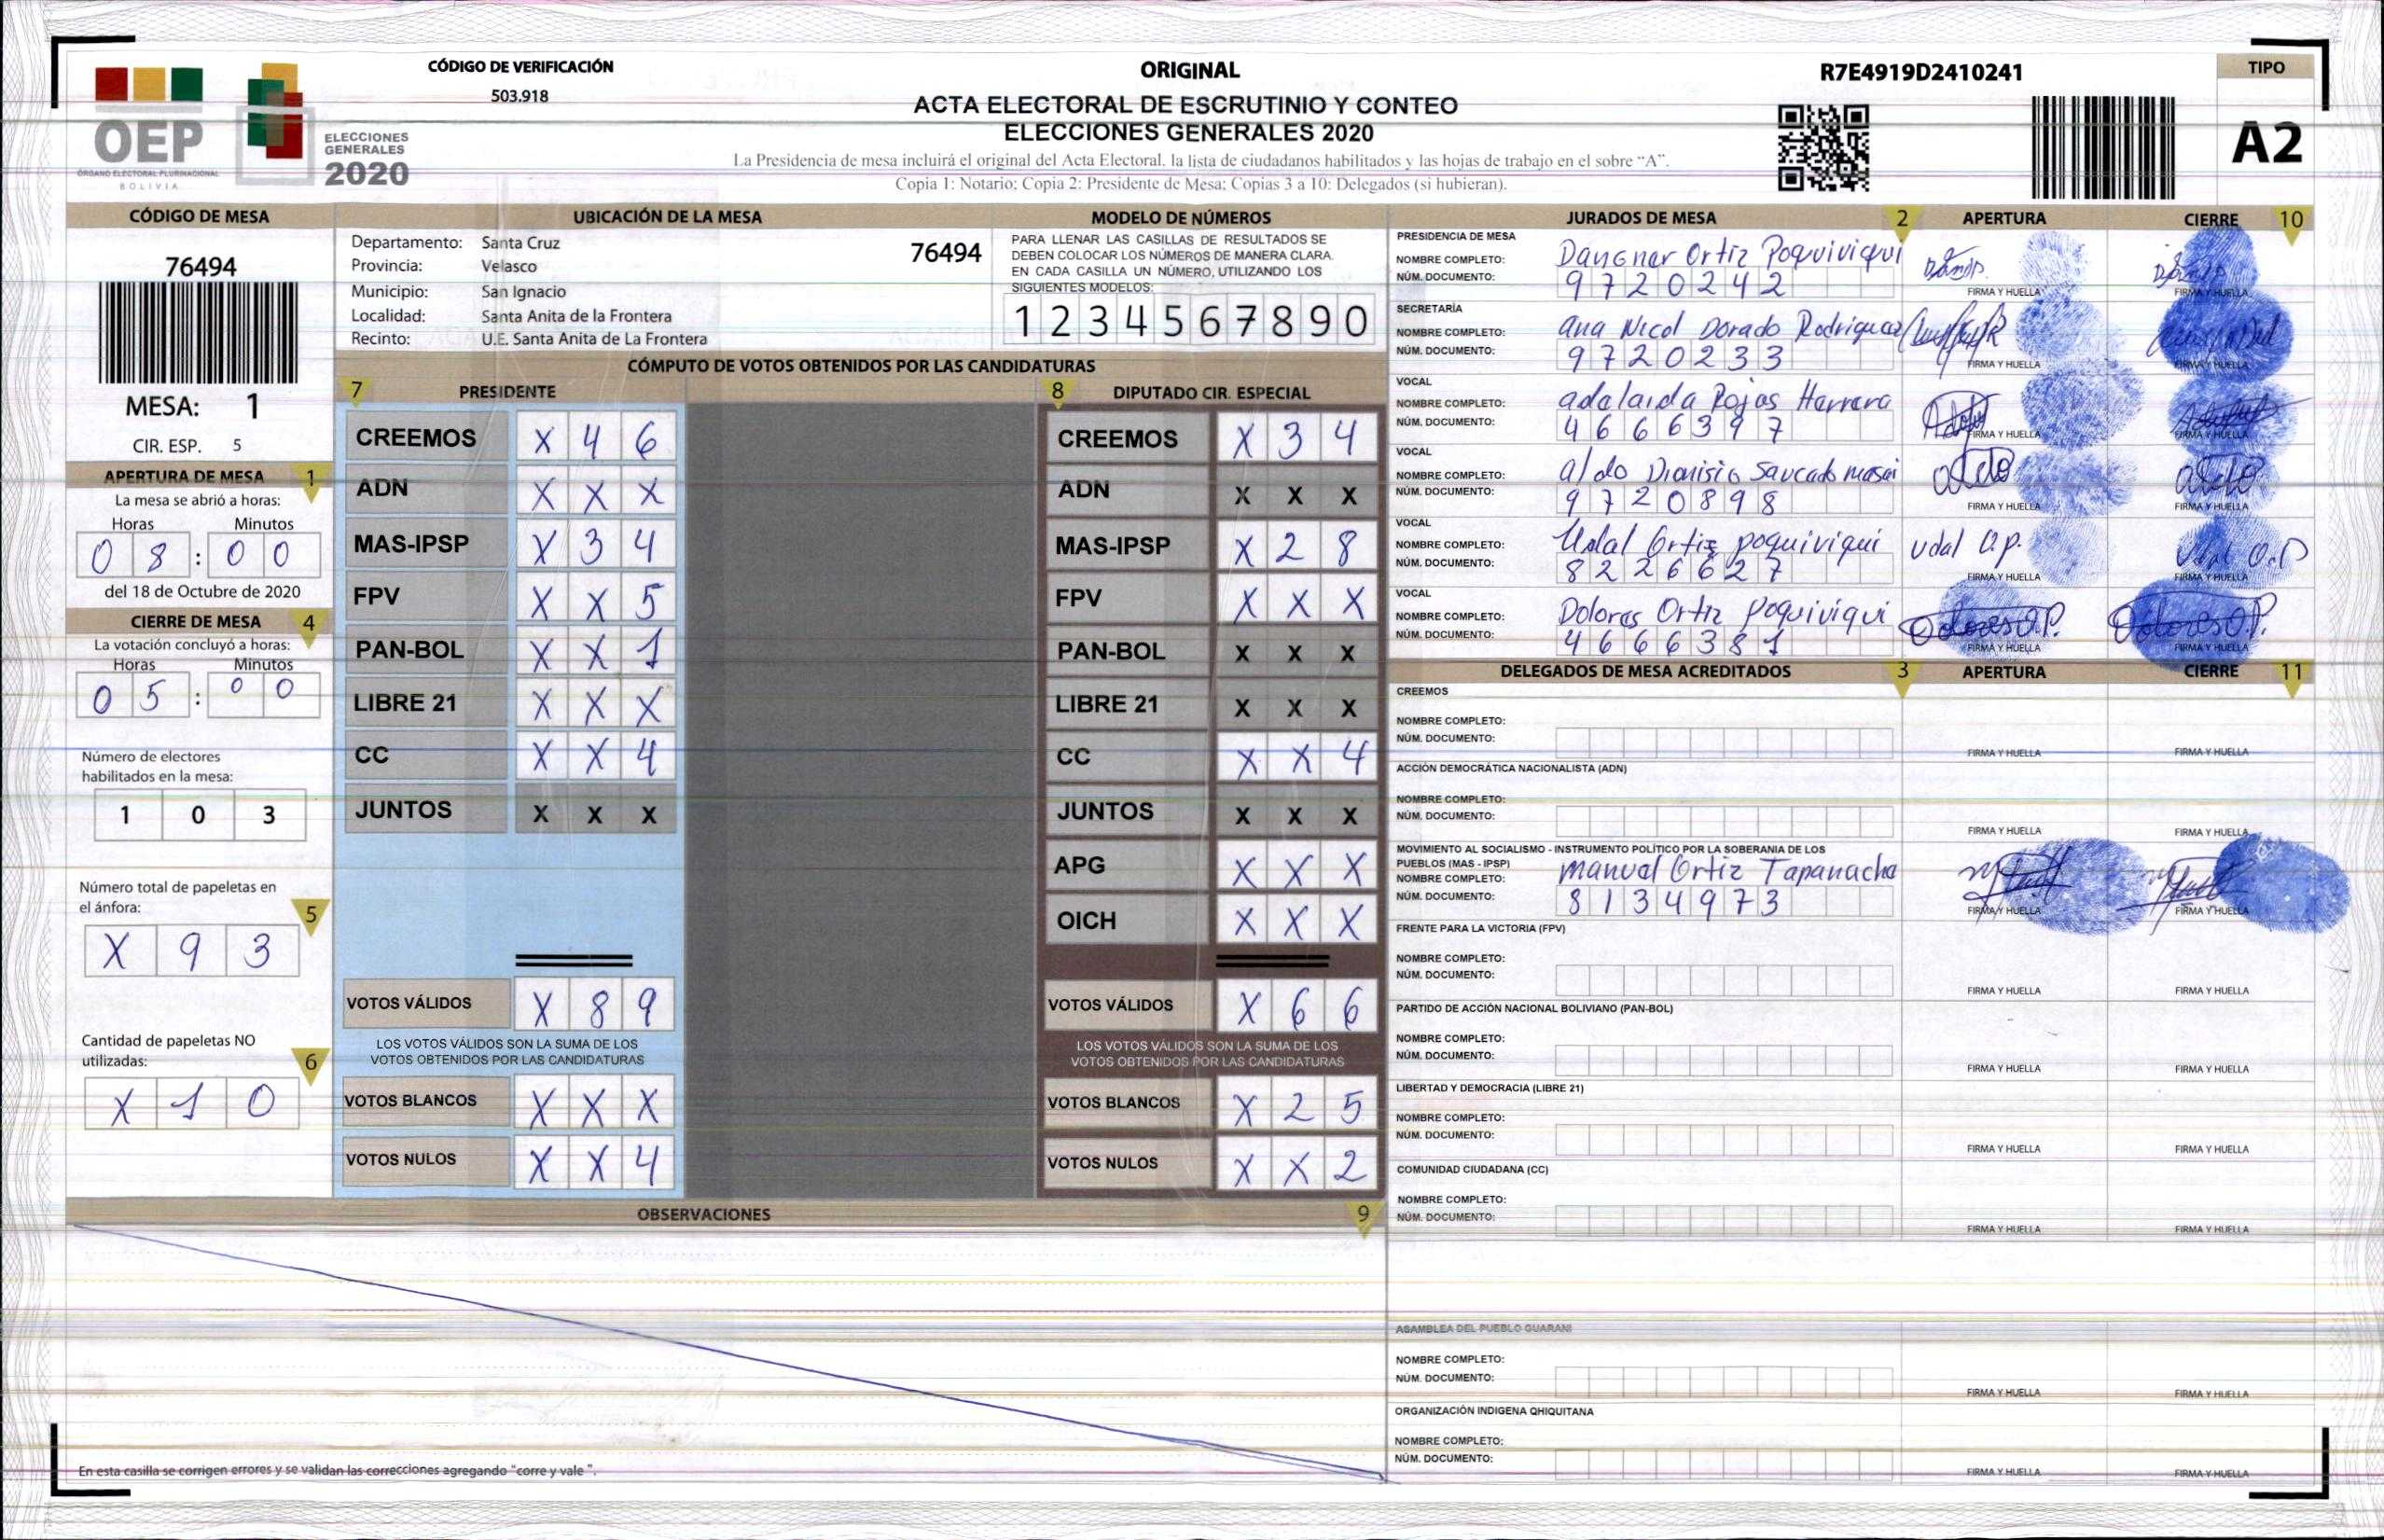 CÓDIGO DE VERIFICACIÓN
503.918
ORIGINAL
ACTA ELECTORAL DE ESCRUTINIO Y CONTEO
ELECCIONES GENERALES 2020
La Presidencia de mesa incluirá el original del Acta Electoral, la lista de ciudadanos habilitados y las hojas de trabajo en el sobre "A".
Copia 1: Notario; Copia 2: Presidente de Mesa; Copias 3 a 10: Delegados (si hubieran).
R7E4919D2410241
TIPO
A2
OEP
ÓRGANO ELECTORAL PLURINACIONAL
BOLIVIA
ELECCIONES
GENERALES
2020
CÓDIGO DE MESA
76494
MESA: 1
CIR. ESP. 5
APERTURA DE MESA 1
La mesa se abrió a horas:
Horas Minutos
0 8 : 0 0
del 18 de Octubre de 2020
CIERRE DE MESA 4
La votación concluyó a horas:
Horas Minutos
0 5 : 0 0
Número de electores
habilitados en la mesa:
1 0 3
Número total de papeletas en
el ánfora: 5
X 9 3
Cantidad de papeletas NO
utilizadas: 6
X 1 0
UBICACIÓN DE LA MESA
Departamento: Santa Cruz 76494
Provincia: Velasco
Municipio: San Ignacio
Localidad: Santa Anita de la Frontera
Recinto: U.E. Santa Anita de La Frontera
MODELO DE NÚMEROS
PARA LLENAR LAS CASILLAS DE RESULTADOS SE
DEBEN COLOCAR LOS NÚMEROS DE MANERA CLARA.
EN CADA CASILLA UN NÚMERO, UTILIZANDO LOS
SIGUIENTES MODELOS:
1 2 3 4 5 6 7 8 9 0
CÓMPUTO DE VOTOS OBTENIDOS POR LAS CANDIDATURAS
7 PRESIDENTE
CREEMOS X 4 6
ADN X X X
MAS-IPSP X 3 4
FPV X X 5
PAN-BOL X X 1
LIBRE 21 X X X
CC X X 4
JUNTOS X X X
VOTOS VÁLIDOS X 8 9
LOS VOTOS VÁLIDOS SON LA SUMA DE LOS
VOTOS OBTENIDOS POR LAS CANDIDATURAS
VOTOS BLANCOS X X X
VOTOS NULOS X X 4
8 DIPUTADO CIR. ESPECIAL
CREEMOS X 3 4
ADN X X X
MAS-IPSP X 2 8
FPV X X X
PAN-BOL X X X
LIBRE 21 X X X
CC X X 4
JUNTOS X X X
APG X X X
OICH X X X
VOTOS VÁLIDOS X 6 6
LOS VOTOS VÁLIDOS SON LA SUMA DE LOS
VOTOS OBTENIDOS POR LAS CANDIDATURAS
VOTOS BLANCOS X 2 5
VOTOS NULOS X X 2
OBSERVACIONES 9
En esta casilla se corrigen errores y se validan las correcciones agregando "corre y vale ".
JURADOS DE MESA 2 APERTURA CIERRE 10
PRESIDENCIA DE MESA
NOMBRE COMPLETO: Dangner Ortiz Poquiviqui
NÚM. DOCUMENTO: 9720242
FIRMA Y HUELLA FIRMA Y HUELLA
SECRETARÍA
NOMBRE COMPLETO: Ana Nicol Dorado Rodriguez
NÚM. DOCUMENTO: 9720233
FIRMA Y HUELLA FIRMA Y HUELLA
VOCAL
NOMBRE COMPLETO: adelaida Rojas Herrera
NÚM. DOCUMENTO: 4666397
FIRMA Y HUELLA FIRMA Y HUELLA
VOCAL
NOMBRE COMPLETO: aldo Dionisio Saucado masai
NÚM. DOCUMENTO: 9720898
FIRMA Y HUELLA FIRMA Y HUELLA
VOCAL
NOMBRE COMPLETO: Udal Ortiz poquiviqui Udal O.p. Udal O.P
NÚM. DOCUMENTO: 8226627
FIRMA Y HUELLA FIRMA Y HUELLA
VOCAL
NOMBRE COMPLETO: Dolores Ortiz poquiviqui Dolores O.P. Dolores O.P.
NÚM. DOCUMENTO: 4666381
FIRMA Y HUELLA FIRMA Y HUELLA
DELEGADOS DE MESA ACREDITADOS 3 APERTURA CIERRE 11
CREEMOS
NOMBRE COMPLETO:
NÚM. DOCUMENTO:
FIRMA Y HUELLA FIRMA Y HUELLA
ACCIÓN DEMOCRÁTICA NACIONALISTA (ADN)
NOMBRE COMPLETO:
NÚM. DOCUMENTO:
FIRMA Y HUELLA FIRMA Y HUELLA
MOVIMIENTO AL SOCIALISMO - INSTRUMENTO POLÍTICO POR LA SOBERANIA DE LOS
PUEBLOS (MAS - IPSP)
NOMBRE COMPLETO: Manuel Ortiz Tapanacha
NÚM. DOCUMENTO: 8134973
FIRMA Y HUELLA FIRMA Y HUELLA
FRENTE PARA LA VICTORIA (FPV)
NOMBRE COMPLETO:
NÚM. DOCUMENTO:
FIRMA Y HUELLA FIRMA Y HUELLA
PARTIDO DE ACCIÓN NACIONAL BOLIVIANO (PAN-BOL)
NOMBRE COMPLETO:
NÚM. DOCUMENTO:
FIRMA Y HUELLA FIRMA Y HUELLA
LIBERTAD Y DEMOCRACIA (LIBRE 21)
NOMBRE COMPLETO:
NÚM. DOCUMENTO:
FIRMA Y HUELLA FIRMA Y HUELLA
COMUNIDAD CIUDADANA (CC)
NOMBRE COMPLETO:
NÚM. DOCUMENTO:
FIRMA Y HUELLA FIRMA Y HUELLA
ASAMBLEA DEL PUEBLO GUARANI
NOMBRE COMPLETO:
NÚM. DOCUMENTO:
FIRMA Y HUELLA FIRMA Y HUELLA
ORGANIZACIÓN INDIGENA QHIQUITANA
NOMBRE COMPLETO:
NÚM. DOCUMENTO:
FIRMA Y HUELLA FIRMA Y HUELLA